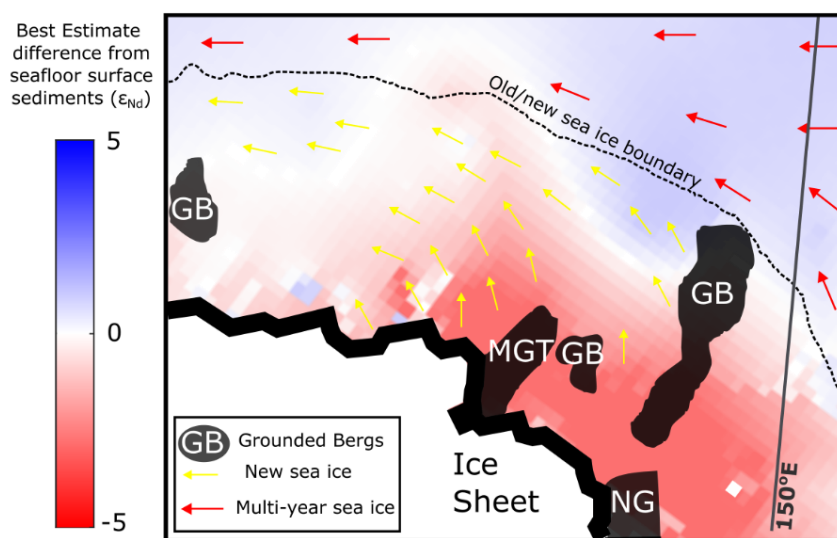 Best Estimate
difference from
seafloor surface
sediments (εNd)
5
0
-5
Old/new sea ice boundary
GB
GB
MGT
GB
NG
150°E
Ice
Sheet
GB Grounded Bergs
New sea ice
Multi-year sea ice